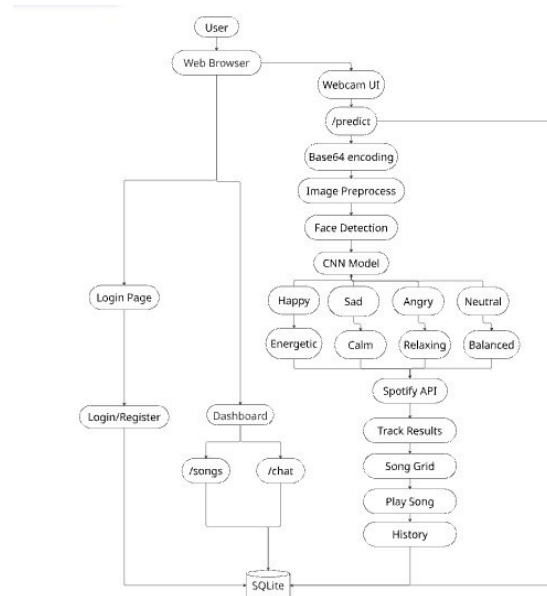 User
Web Browser
Webcam UI
/predict
Base64 encoding
Image Preprocess
Face Detection
CNN Model
Happy
Sad
Angry
Neutral
Energetic
Calm
Relaxing
Balanced
Login Page
Spotify API
Login/Register
Dashboard
Track Results
/songs
/chat
Song Grid
Play Song
History
SQLite